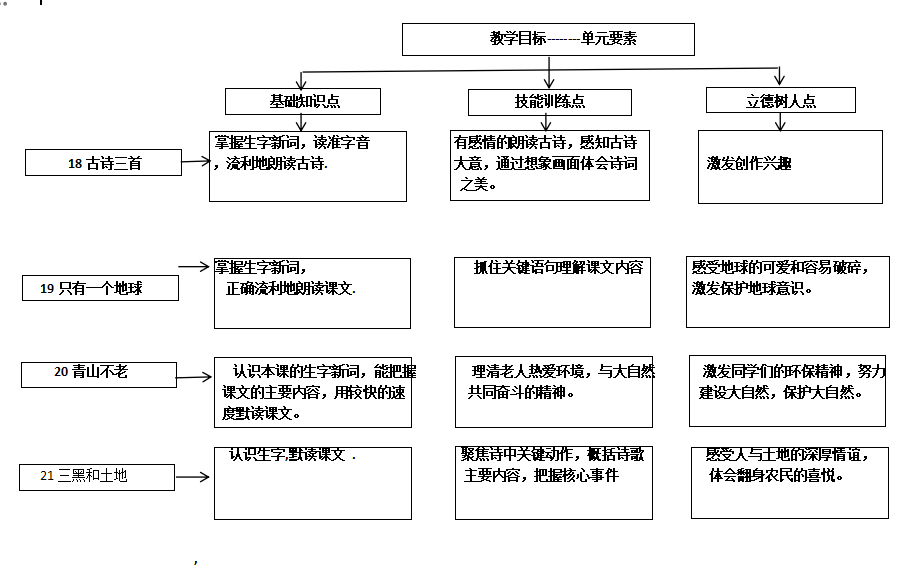 教学目标--------单元要素
基础知识点
技能训练点
立德树人点
18 古诗三首
掌握生字新词，读准字音
，流利地朗读古诗.
有感情的朗读古诗，感知古诗
大意，通过想象画面体会诗词
之美。
激发创作兴趣
19 只有一个地球
掌握生字新词，
正确流利地朗读课文.
抓住关键语句理解课文内容
感受地球的可爱和容易破碎，
激发保护地球意识。
20 青山不老
认识本课的生字新词，能把握
课文的主要内容，用较快的速
度默读课文。
理清老人热爱环境，与大自然
共同奋斗的精神。
激发同学们的环保精神，努力
建设大自然，保护大自然。
21 三黑和土地
认识生字,默读课文 .
聚焦诗中关键动作，概括诗歌
主要内容，把握核心事件
感受人与土地的深厚情谊，
体会翻身农民的喜悦。
,